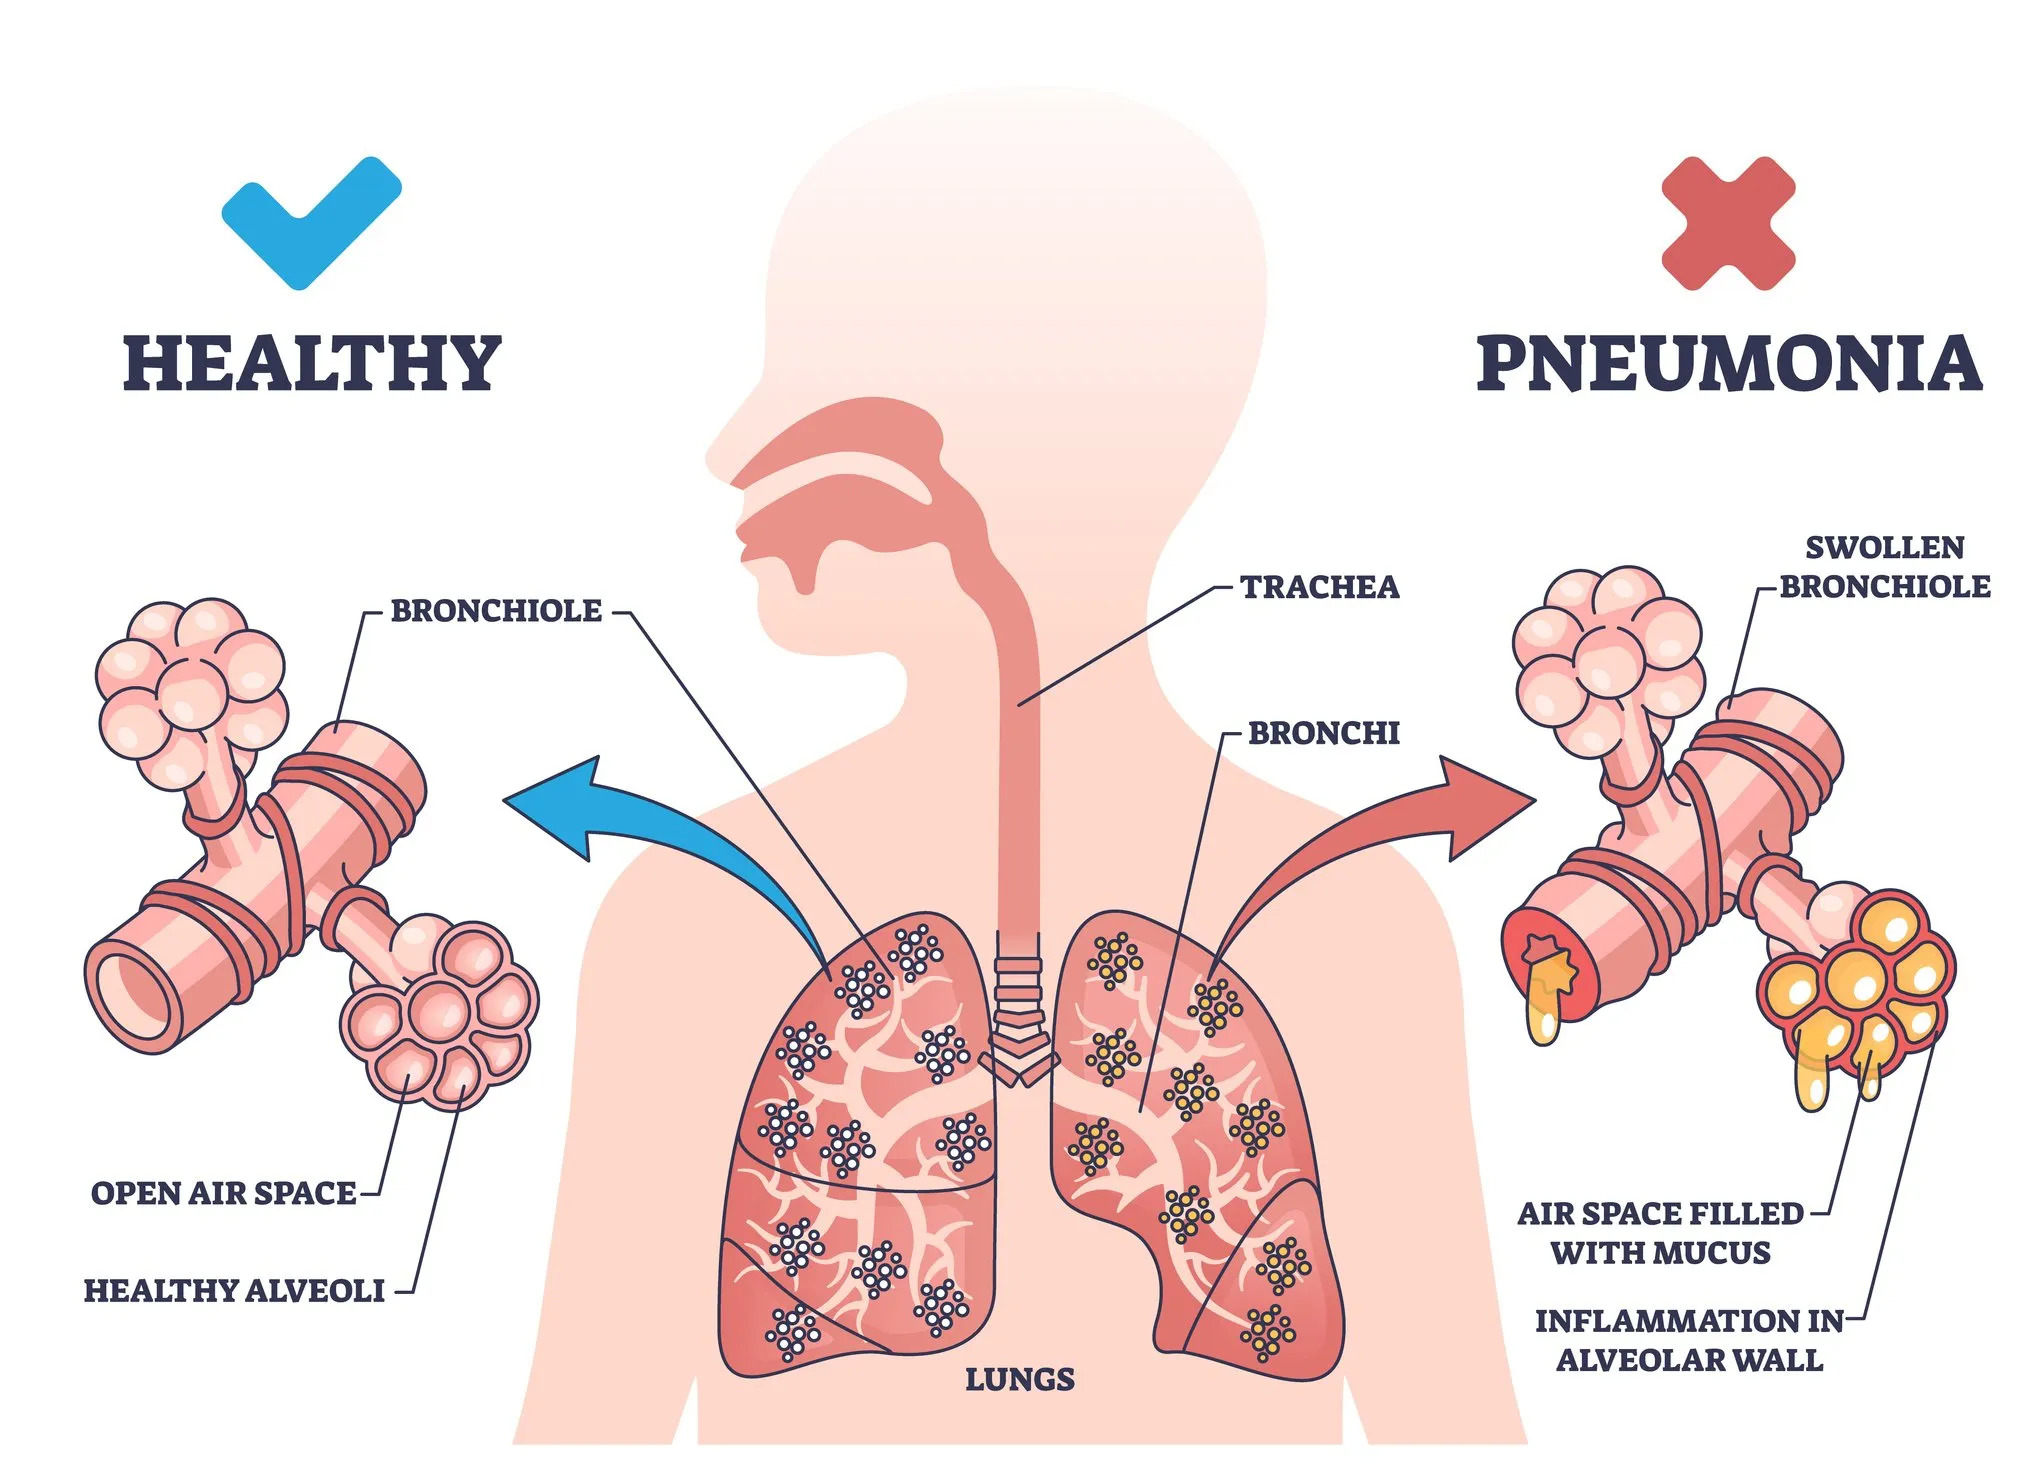 HEALTHY
PNEUMONIA
SWOLLEN
BRONCHIOLE
BRONCHIOLE
TRACHEA
BRONCHI
OPEN AIR SPACE
HEALTHY ALVEOLI
AIR SPACE FILLED
WITH MUCUS
INFLAMMATION IN
ALVEOLAR WALL
LUNGS